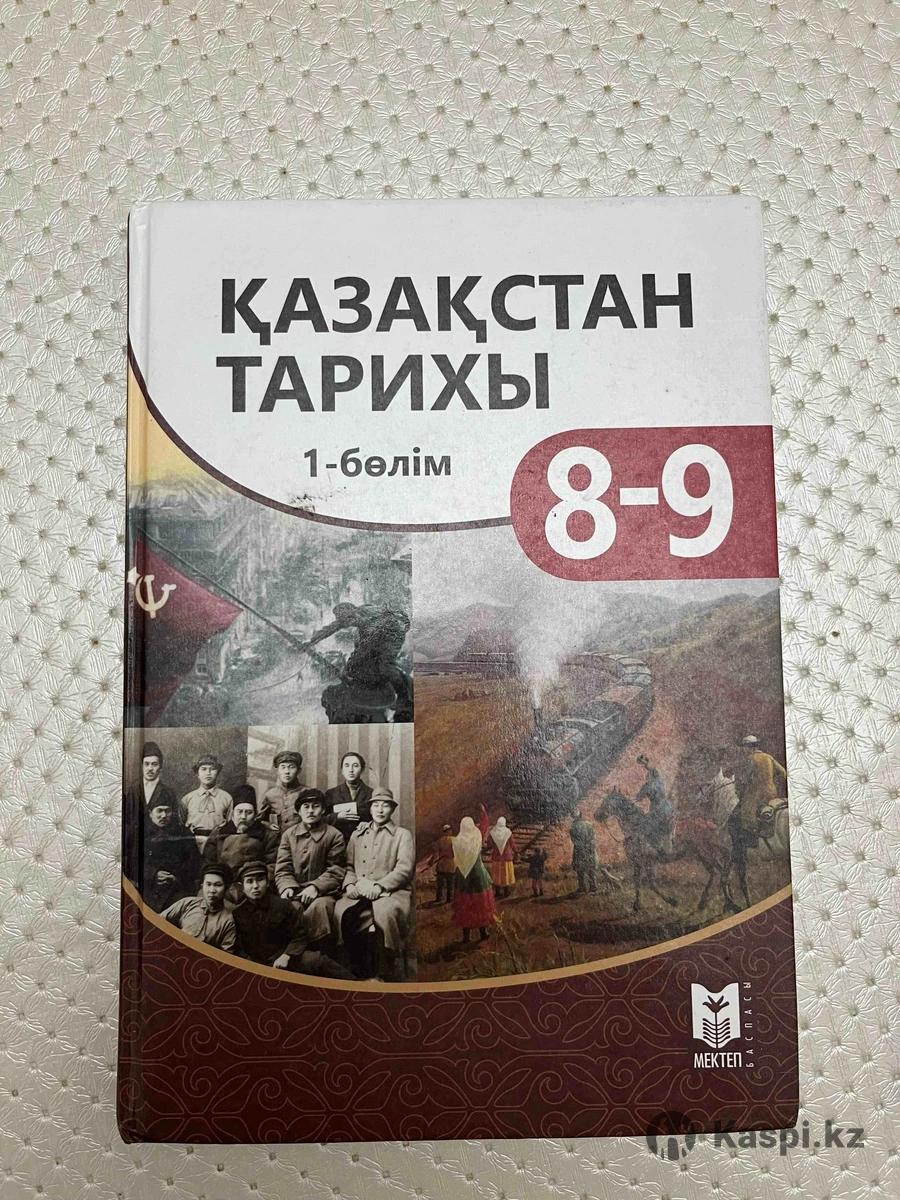 ҚАЗАҚСТАН
ТАРИХЫ
1-бөлім
8-9
МЕКТЕП
БАСПАСЫ
Kaspi.kz